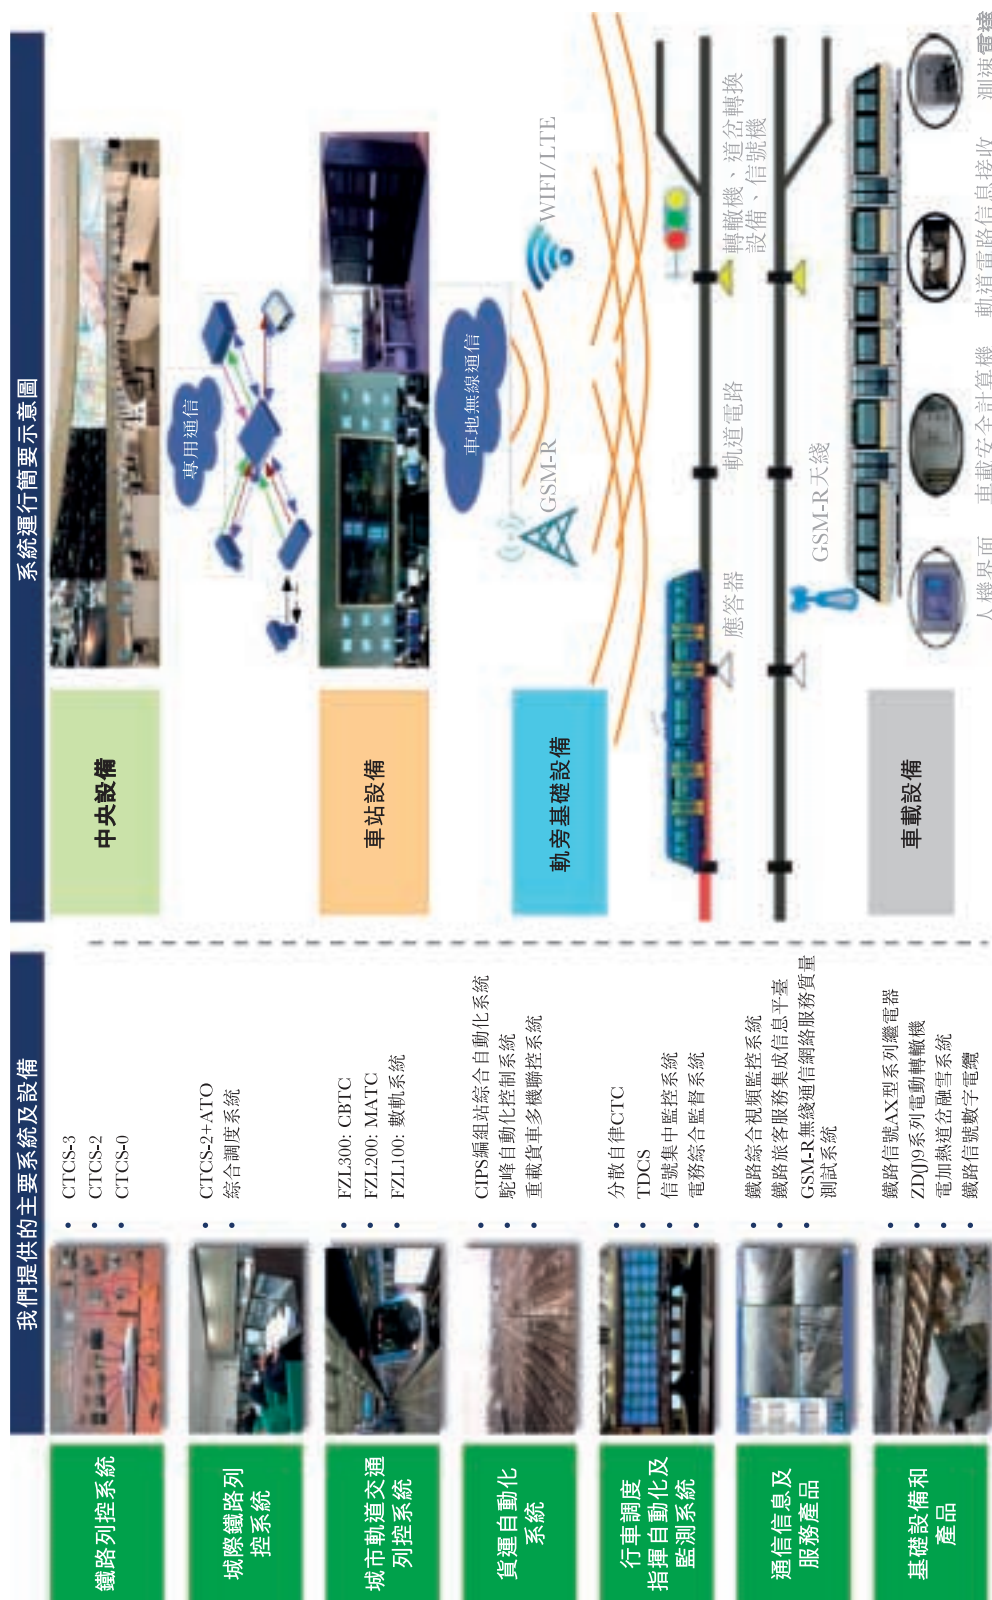 我們提供的主要系統及設備
鐵路列控系統
• CTCS-3
• CTCS-2
• CTCS-0
城際鐵路列
控系統
• CTCS-2+ATO
• 綜合調度系統
城市軌道交通
列控系統
• FZL300: CBTC
• FZL200: MATC
• FZL100: 數軌系統
貨運自動化
系統
• CIPS編組站綜合自動化系統
• 駝峰自動化控制系統
• 重載貨車多機聯控系統
行車調度
指揮自動化及
監測系統
• 分散自律CTC
• TDCS
• 信號集中監控系統
• 電務綜合監督系統
通信信息及
服務產品
• 鐵路綜合視頻監控系統
• 鐵路旅客服務集成信息平臺
• GSM-R無綫通信網絡服務質量
測試系統
基礎設備和
產品
• 鐵路信號AX型系列繼電器
• ZD(J)9系列電動轉轍機
• 電加熱道岔融雪系統
• 鐵路信號數字電纜
系統運行簡要示意圖
中央設備
專用通信
車站設備
車地無線通信
軌旁基礎設備
GSM-R
WIFI/LTE
應答器
軌道電路
轉轍機、道岔轉換
設備、信號機
GSM-R天綫
車載設備
人機界面
車載安全計算機
軌道電路信息接收
測速雷達